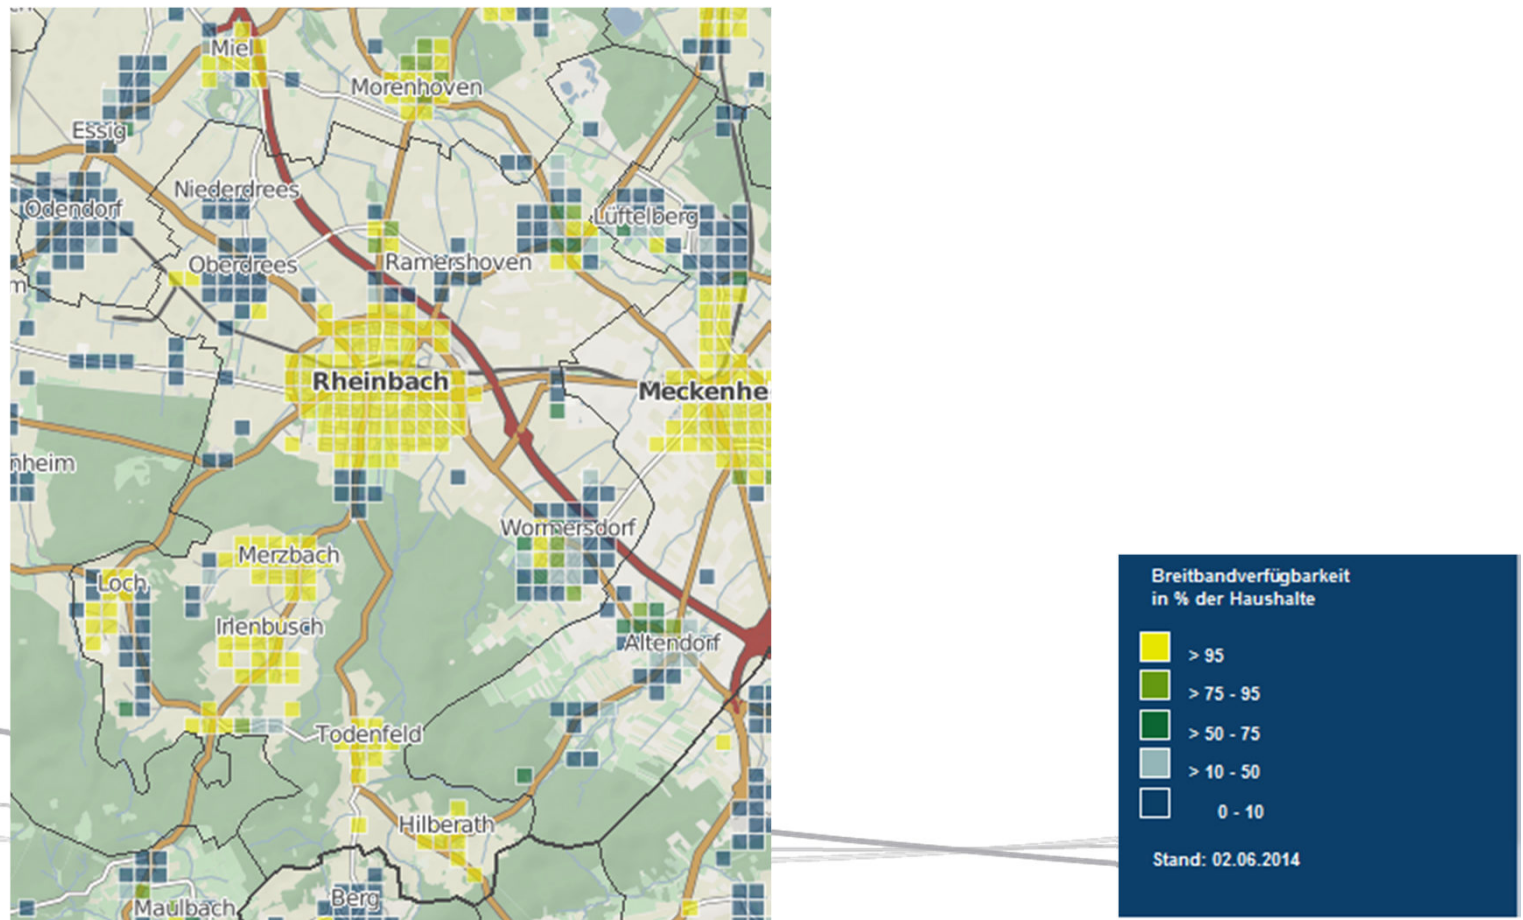 Miel
Morenhoven
Essig
Niederdrees
Odendorf
Lüftelberg
Oberdrees
Ramershoven
m
Rheinbach
Meckenhe
nheim
Wormersdorf
Merzbach
Loch
Irlenbusch
Altendorf
Todenfeld
Hilberath
Berg
Maulbach
Breitbandverfügbarkeit
in % der Haushalte
> 95
> 75 - 95
> 50 - 75
> 10 - 50
0 - 10
Stand: 02.06.2014